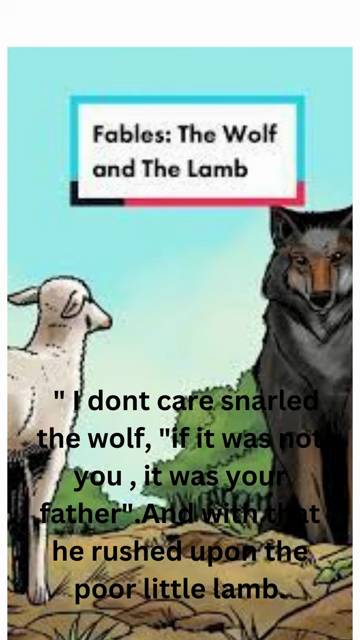 Fables: The Wolf
and The Lamb
" I dont care snarled
the wolf, "if it was not
you , it was your
father".And with that
he rushed upon the
poor little lamb.